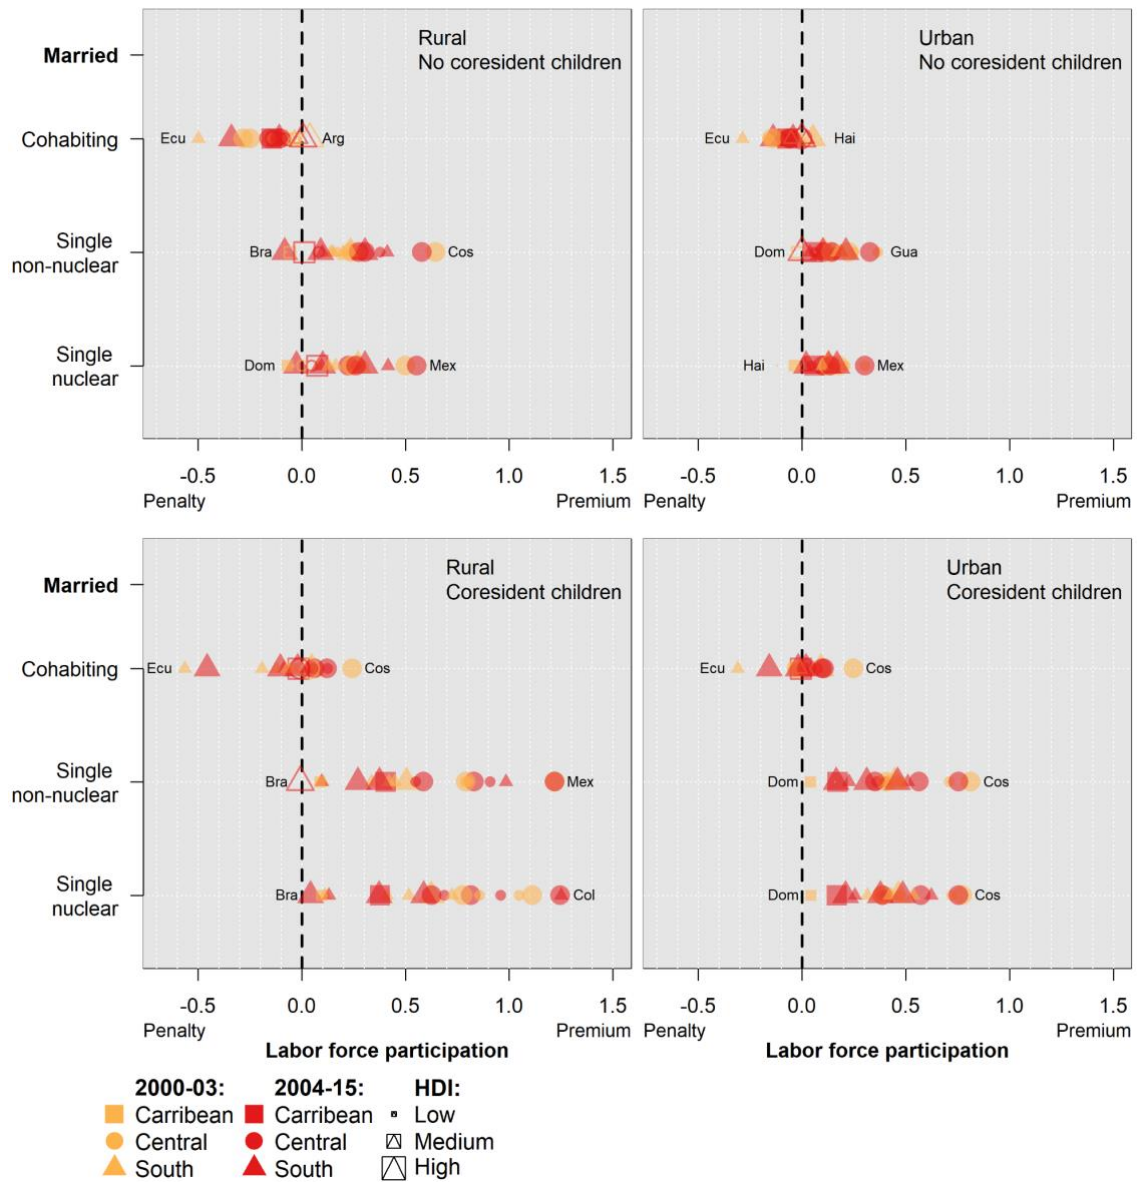 Rural
No coresident children
Married
Cohabiting
Ecu
Arg
Single
non-nuclear
Bra
Cos
Single
nuclear
Dom
Mex
-0.5 0.0 0.5 1.0 1.5
Penalty Premium
Urban
No coresident children
Ecu
Hai
Dom
Gua
Hai
Mex
-0.5 0.0 0.5 1.0 1.5
Penalty Premium
Rural
Coresident children
Married
Cohabiting
Ecu
Cos
Single
non-nuclear
Bra
Mex
Single
nuclear
Bra
Col
-0.5 0.0 0.5 1.0 1.5
Penalty Premium
Labor force participation
Urban
Coresident children
Ecu
Cos
Dom
Cos
Dom
Cos
-0.5 0.0 0.5 1.0 1.5
Penalty Premium
Labor force participation
2000-03: 2004-15: HDI:
Carribean Carribean Low
Central Central Medium
South South High